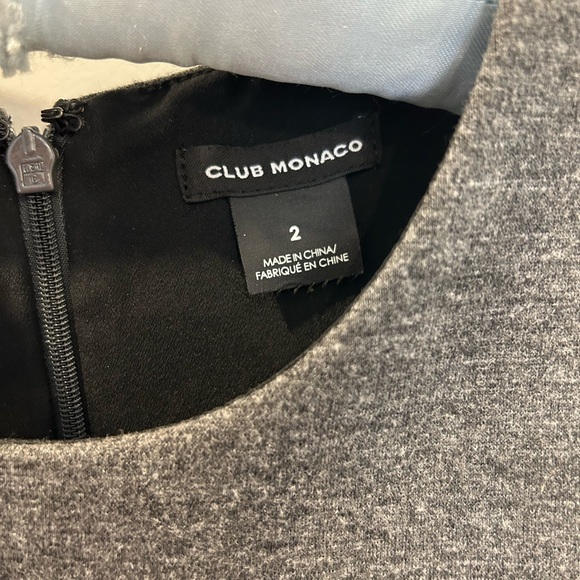 CLUB MONACO
2
MADE IN CHINA/
FABRIQUÉ EN CHINE